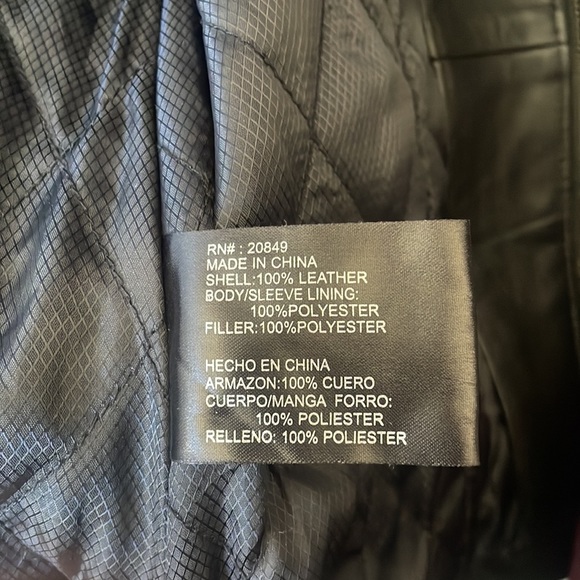 RN# : 20849
MADE IN CHINA
SHELL:100% LEATHER
BODY/SLEEVE LINING:
100%POLYESTER
FILLER:100%POLYESTER
HECHO EN CHINA
ARMAZON:100% CUERO
CUERPO/MANGA FORRO:
100% POLIESTER
RELLENO: 100% POLIESTER